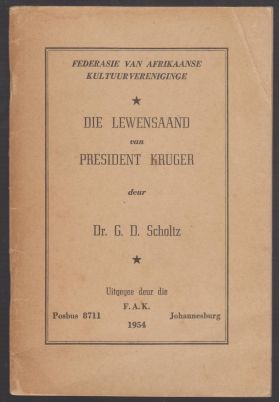 FEDERASIE VAN AFRIKAANSE
KULTUURVERENIGINGE
DIE LEWENSAAND
van
PRESIDENT KRUGER
deur
Dr. G. D. Scholtz
Uitgegee deur die
F.A.K.
Posbus 8711 Johannesburg
1954